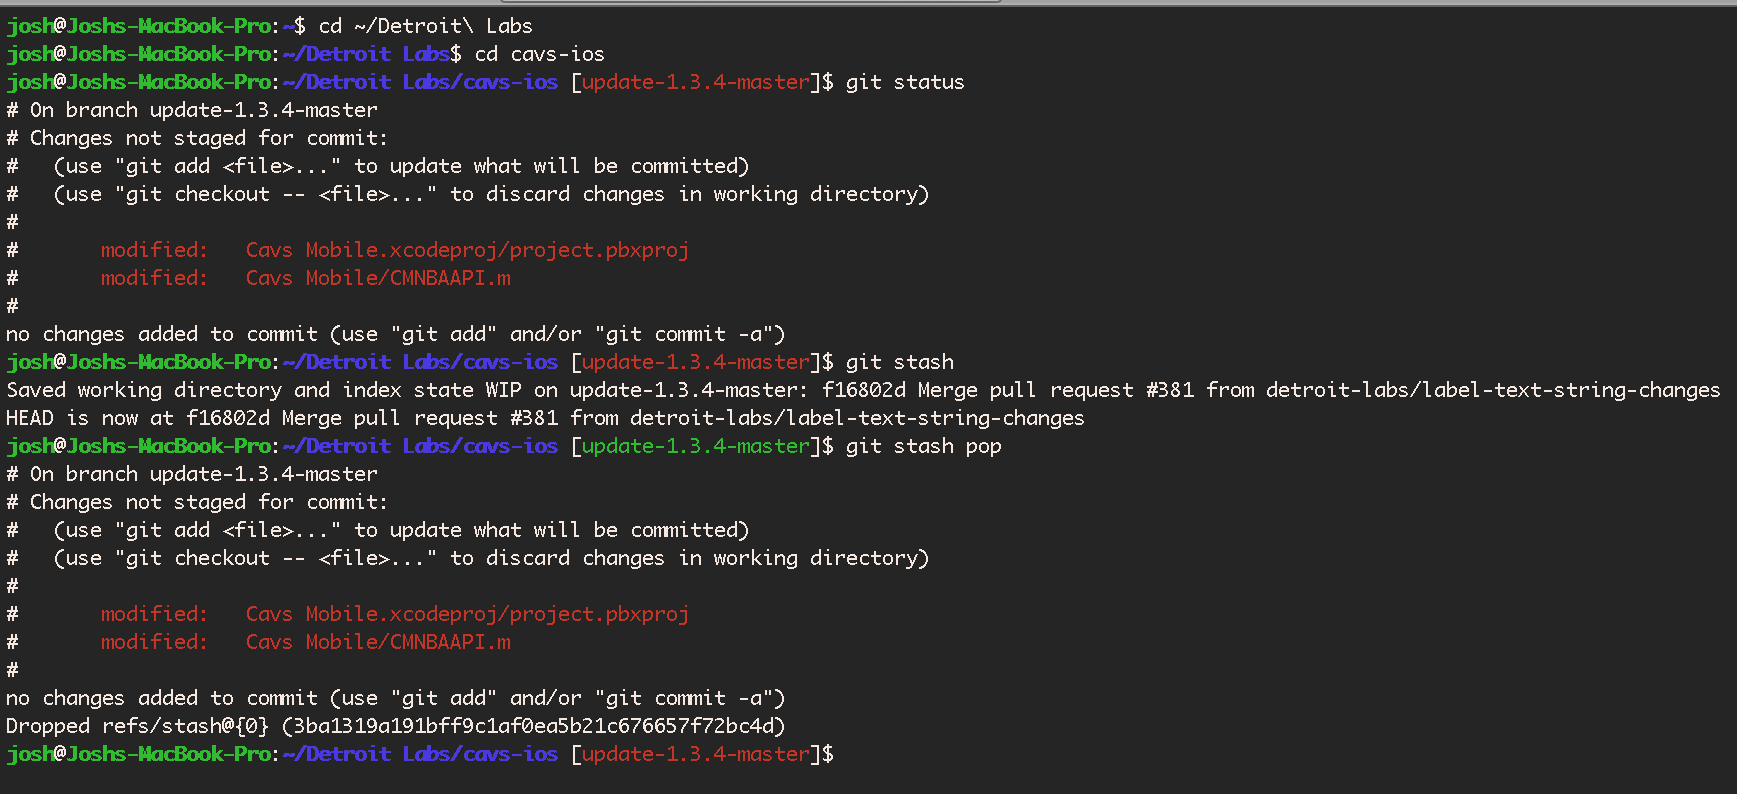 josh@Joshs-MacBook-Pro:~$ cd ~/Detroit\ Labs
josh@Joshs-MacBook-Pro:~/Detroit Labs$ cd cavs-ios
josh@Joshs-MacBook-Pro:~/Detroit Labs/cavs-ios [update-1.3.4-master]$ git status
# On branch update-1.3.4-master
# Changes not staged for commit:
#   (use "git add <file>..." to update what will be committed)
#   (use "git checkout -- <file>..." to discard changes in working directory)
#
#       modified:   Cavs Mobile.xcodeproj/project.pbxproj
#       modified:   Cavs Mobile/CMNBAAPI.m
#
no changes added to commit (use "git add" and/or "git commit -a")
josh@Joshs-MacBook-Pro:~/Detroit Labs/cavs-ios [update-1.3.4-master]$ git stash
Saved working directory and index state WIP on update-1.3.4-master: f16802d Merge pull request #381 from detroit-labs/label-text-string-changes
HEAD is now at f16802d Merge pull request #381 from detroit-labs/label-text-string-changes
josh@Joshs-MacBook-Pro:~/Detroit Labs/cavs-ios [update-1.3.4-master]$ git stash pop
# On branch update-1.3.4-master
# Changes not staged for commit:
#   (use "git add <file>..." to update what will be committed)
#   (use "git checkout -- <file>..." to discard changes in working directory)
#
#       modified:   Cavs Mobile.xcodeproj/project.pbxproj
#       modified:   Cavs Mobile/CMNBAAPI.m
#
no changes added to commit (use "git add" and/or "git commit -a")
Dropped refs/stash@{0} (3ba1319a191bff9c1af0ea5b21c676657f72bc4d)
josh@Joshs-MacBook-Pro:~/Detroit Labs/cavs-ios [update-1.3.4-master]$